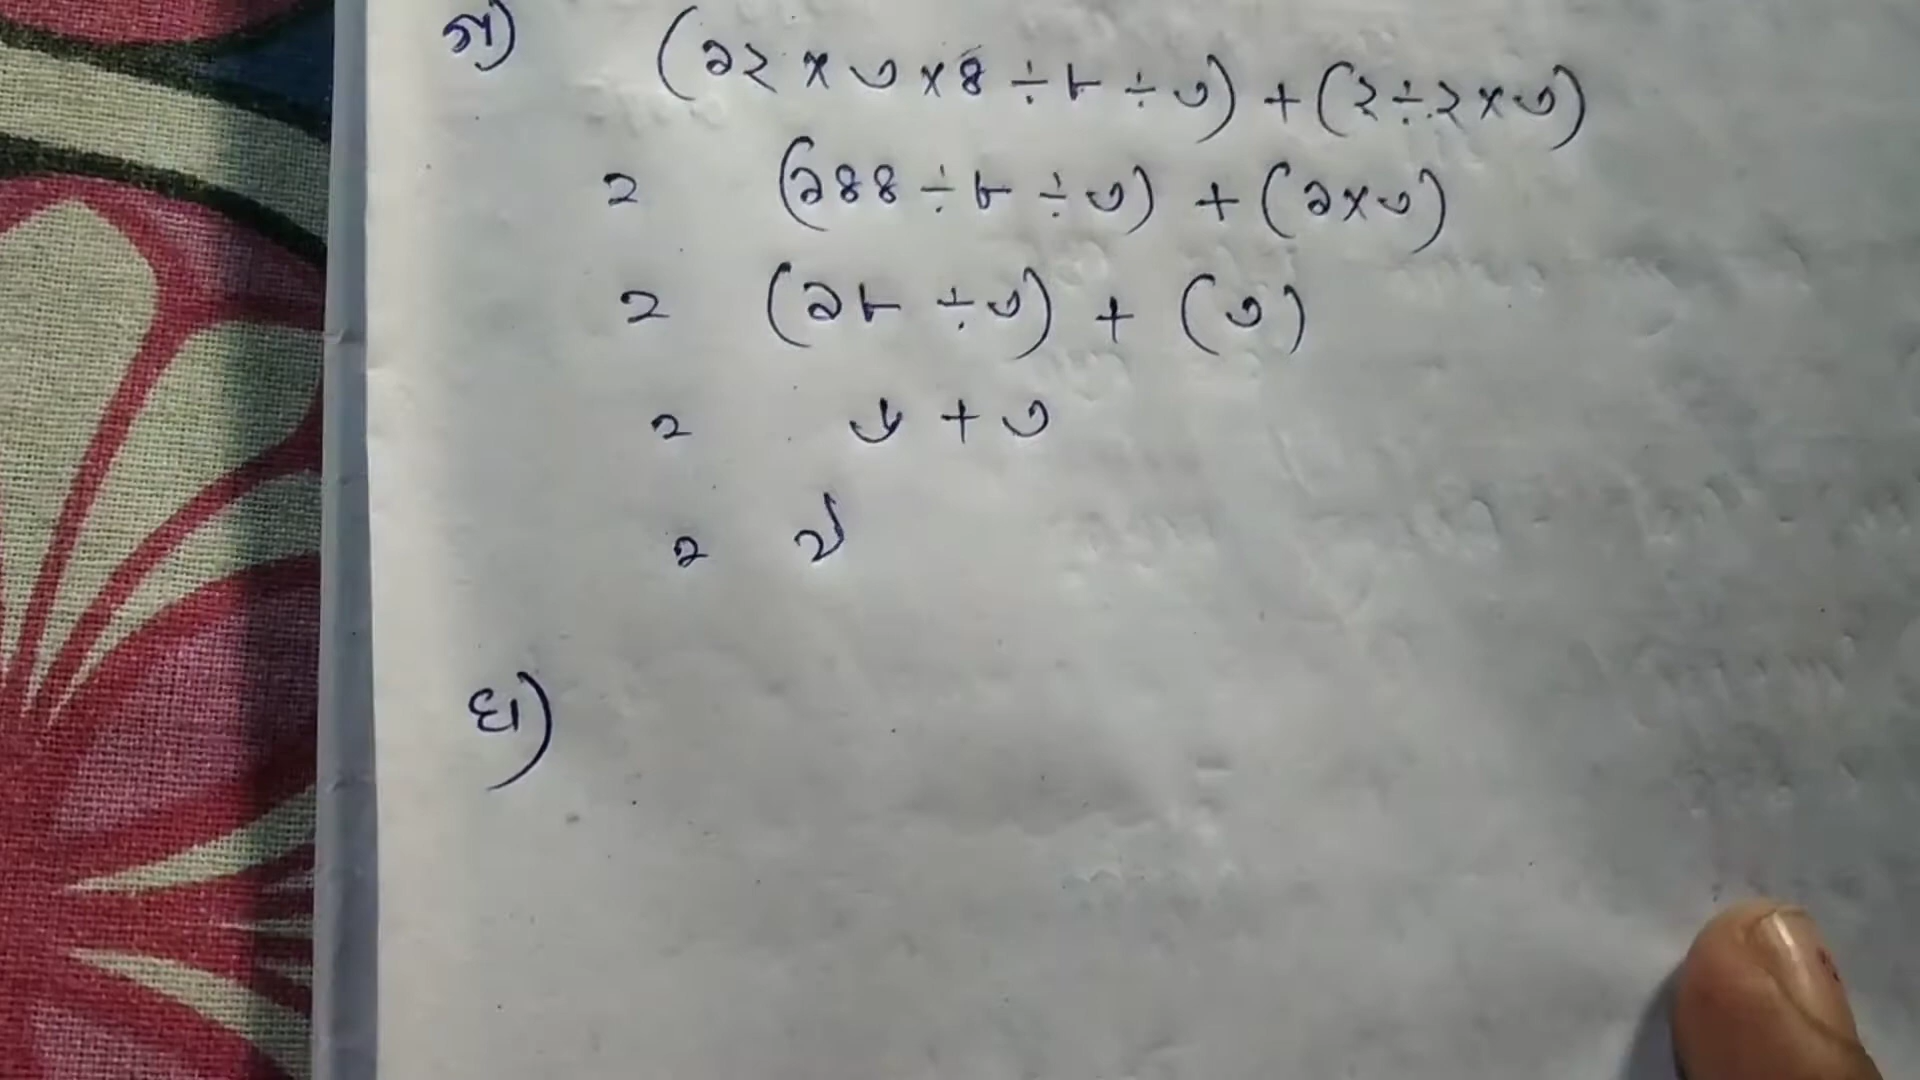 গ) (১২×৩×৪÷৮÷৩)+(২÷২×৩)
= (১৪৪÷৮÷৩)+(১×৩)
= (১৮÷৩)+(৩)
= ৬+৩
= ৯
ঘ)